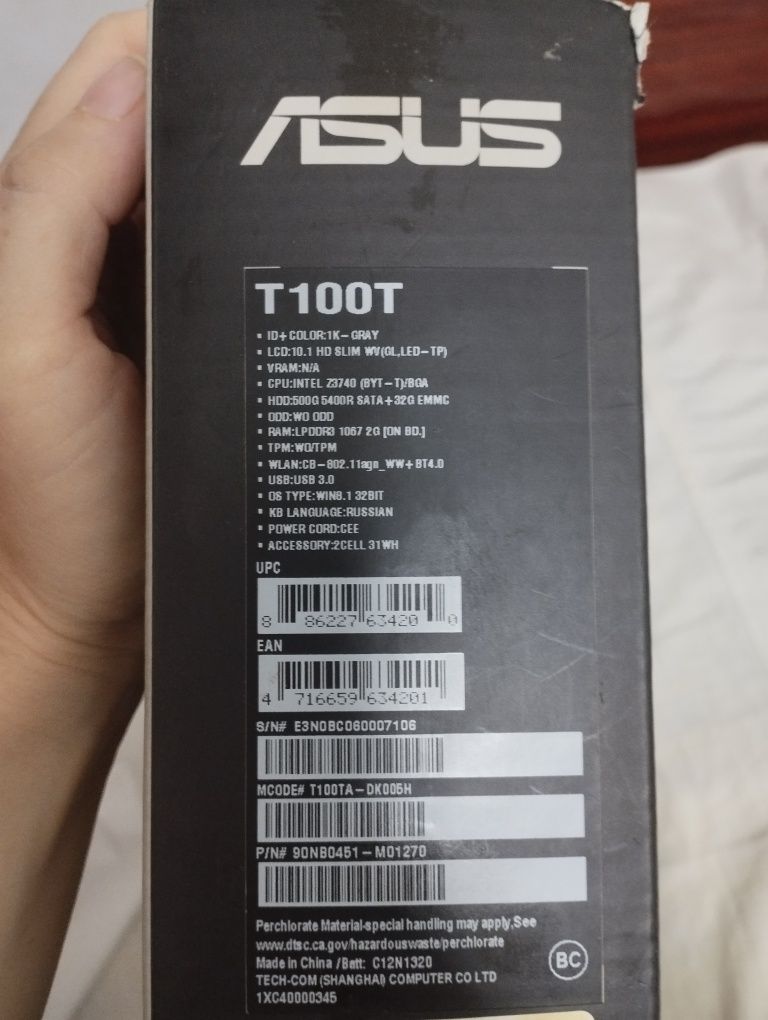 ASUS
T100T
▪ ID+ COLOR:1K-GRAY
▪ LCD:10.1 HD SLIM WV(GL,LED-TP)
▪ VRAM:N/A
▪ CPU:INTEL Z3740 (BYT-T)/BGA
▪ HDD:500G 5400R SATA+32G EMMC
▪ ODD:WO ODD
▪ RAM:LPDDR3 1067 2G [ON BD.]
▪ TPM:WO/TPM
▪ WLAN:CB-802.11agn_WW+BT4.0
▪ USB:USB 3.0
▪ OS TYPE:WIN8.1 32BIT
▪ KB LANGUAGE:RUSSIAN
▪ POWER CORD:CEE
▪ ACCESSORY:2CELL 31WH
UPC
8 86227 63420 0
EAN
4 716659 634201
S/N# E3N0BC060007106
MCODE# T100TA-DK005H
P/N# 90NB0451-M01270
Perchlorate Material-special handling may apply,See
www.dtsc.ca.gov/hazardouswaste/perchlorate
Made in China /Batt: C12N1320
BC
TECH-COM (SHANGHAI) COMPUTER CO LTD
1XC40000345